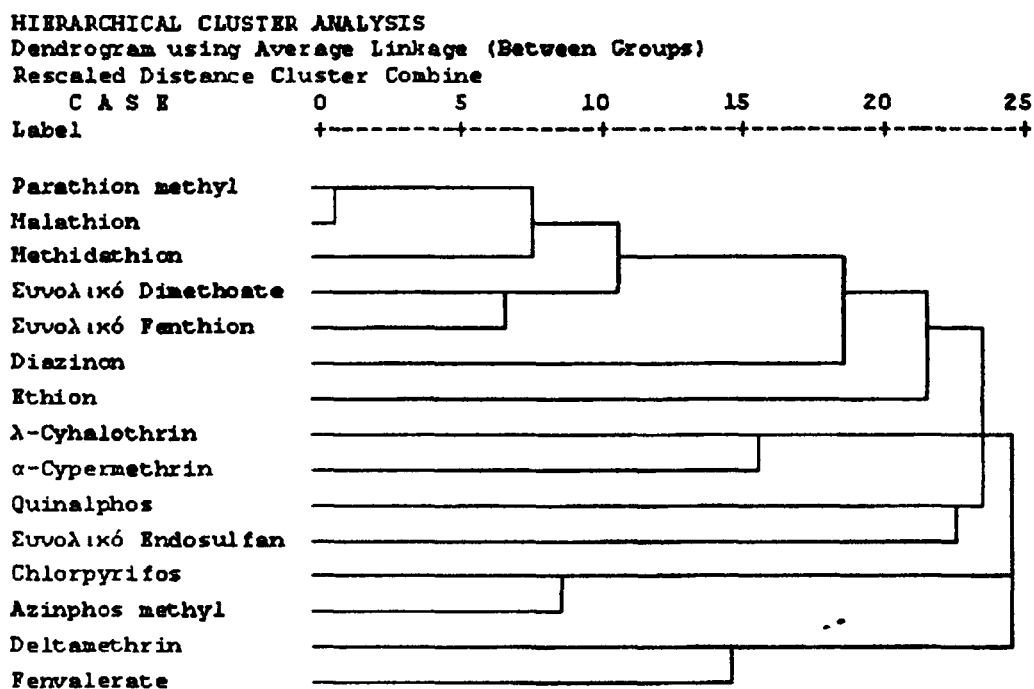 HIERARCHICAL CLUSTER ANALYSIS
Dendrogram using Average Linkage (Between Groups)
Rescaled Distance Cluster Combine
C A S E 0 5 10 15 20 25
Label +---------+---------+---------+---------+---------+
Parathion methyl
Malathion
Methidathion
Συνολικό Dimethoate
Συνολικό Fenthion
Diazinon
Ethion
λ-Cyhalothrin
α-Cypermethrin
Quinalphos
Συνολικό Endosulfan
Chlorpyrifos
Azinphos methyl
Deltamethrin
Fenvalerate